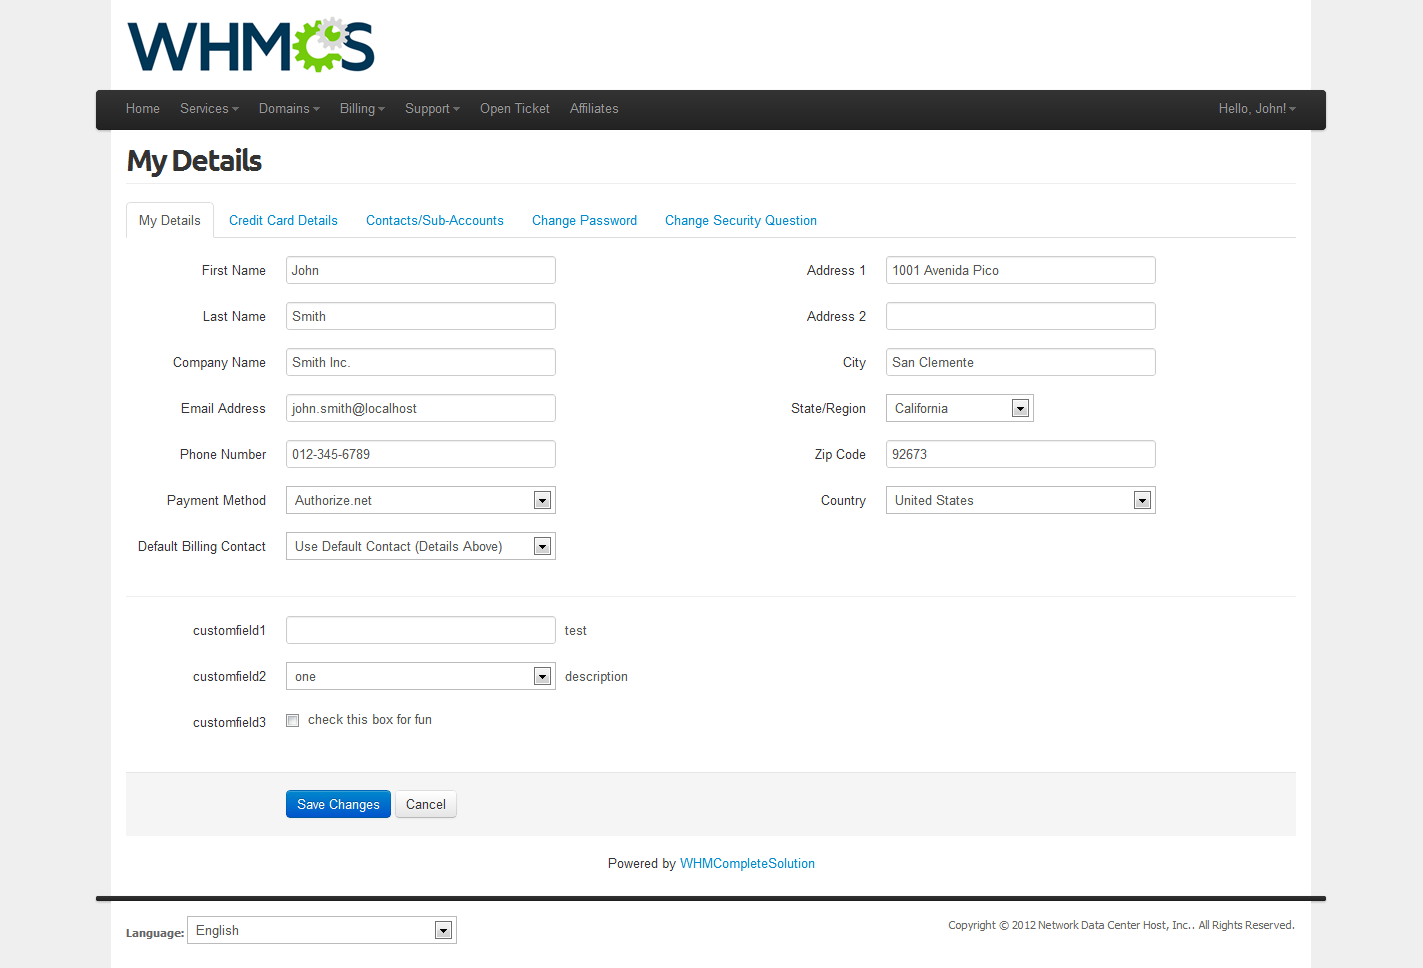 WHMCS
Home Services Domains Billing Support Open Ticket Affiliates Hello, John!
My Details
My Details Credit Card Details Contacts/Sub-Accounts Change Password Change Security Question
First Name John Address 1 1001 Avenida Pico
Last Name Smith Address 2
Company Name Smith Inc. City San Clemente
Email Address john.smith@localhost State/Region California
Phone Number 012-345-6789 Zip Code 92673
Payment Method Authorize.net Country United States
Default Billing Contact Use Default Contact (Details Above)
customfield1 test
customfield2 one description
customfield3 check this box for fun
Save Changes Cancel
Powered by WHMCompleteSolution
Language: English Copyright © 2012 Network Data Center Host, Inc.. All Rights Reserved.